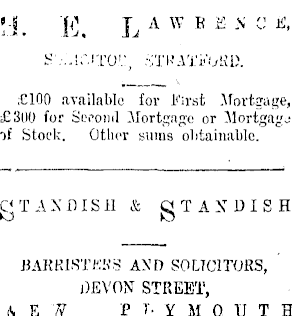 H. E. LAWRENCE,
SOLICITOR, STRATFORD.
£100 available for First Mortgage,
£300 for Second Mortgage or Mortgage
of Stock. Other sums obtainable.
STANDISH & STANDISH
BARRISTERS AND SOLICITORS,
DEVON STREET,
NEW PLYMOUTH